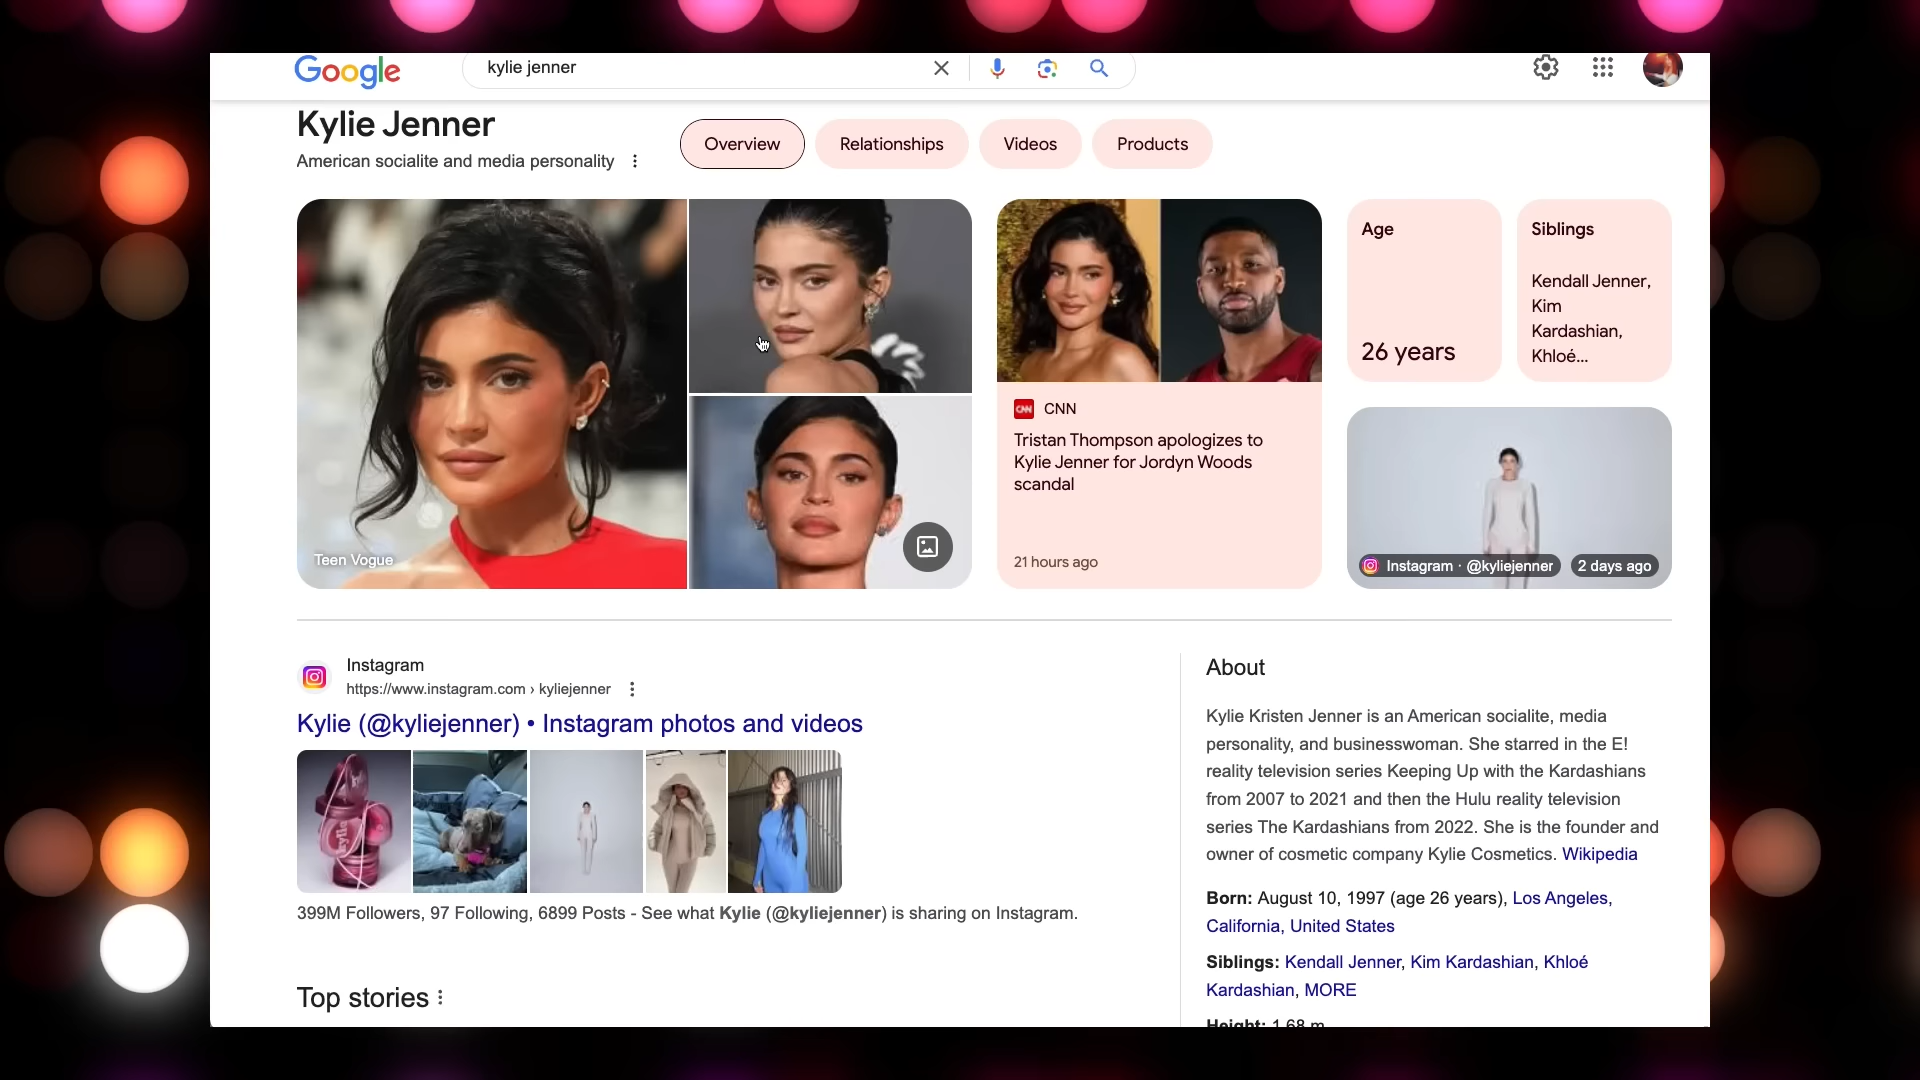 Google
kylie jenner
Kylie Jenner
American socialite and media personality
Overview
Relationships
Videos
Products
Teen Vogue
CNN
Tristan Thompson apologizes to
Kylie Jenner for Jordyn Woods
scandal
21 hours ago
Age
26 years
Siblings
Kendall Jenner,
Kim
Kardashian,
Khloé...
Instagram · @kyliejenner
2 days ago
Instagram
https://www.instagram.com › kyliejenner
Kylie (@kyliejenner) • Instagram photos and videos
kylie
399M Followers, 97 Following, 6899 Posts - See what Kylie (@kyliejenner) is sharing on Instagram.
Top stories
About
Kylie Kristen Jenner is an American socialite, media
personality, and businesswoman. She starred in the E!
reality television series Keeping Up with the Kardashians
from 2007 to 2021 and then the Hulu reality television
series The Kardashians from 2022. She is the founder and
owner of cosmetic company Kylie Cosmetics. Wikipedia
Born: August 10, 1997 (age 26 years), Los Angeles,
California, United States
Siblings: Kendall Jenner, Kim Kardashian, Khloé
Kardashian, MORE
Height: 1.68 m